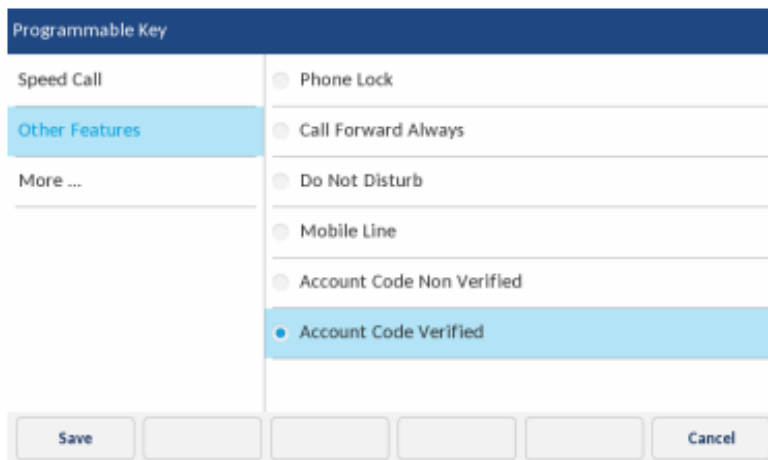 Programmable Key
Speed Call
Other Features
More ...
Phone Lock
Call Forward Always
Do Not Disturb
Mobile Line
Account Code Non Verified
Account Code Verified
Save
Cancel